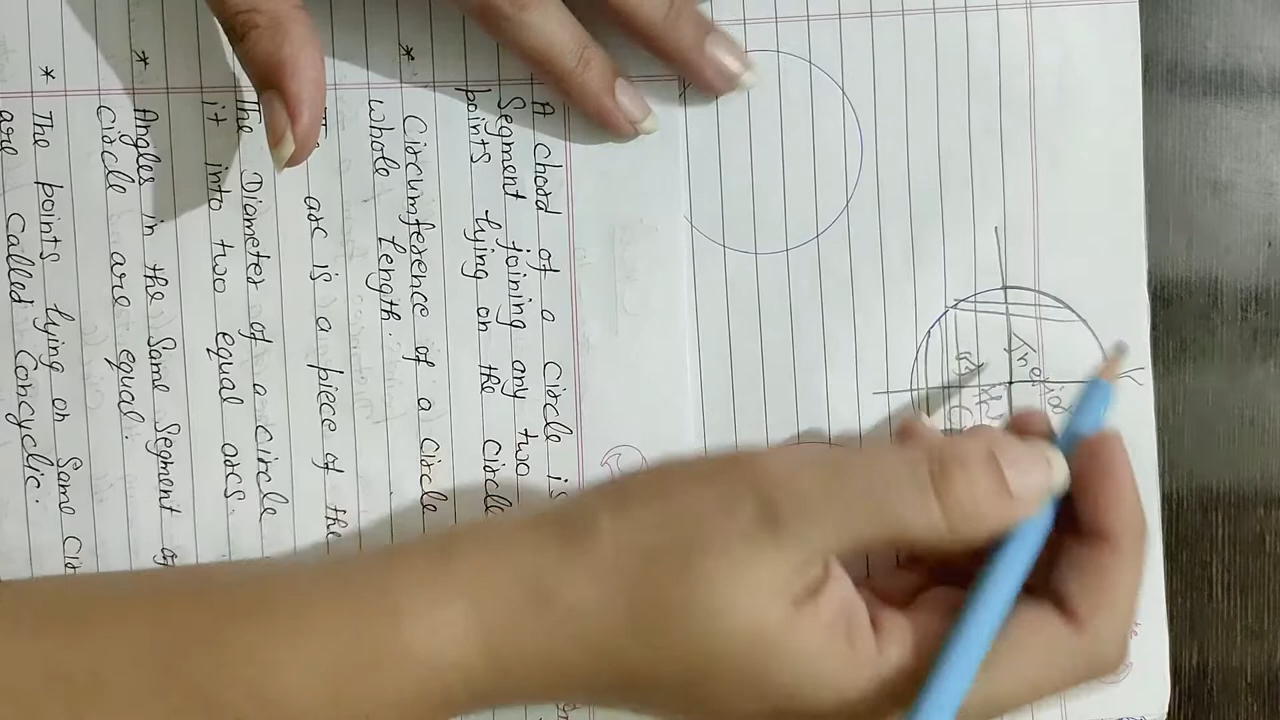 A chord of a circle is
Segment joining any two
points lying on the circle
* Circumference of a circle
whole length.
arc is a piece of the
The Diameter of a circle
it into two equal arcs.
* Angles in the Same Segment of
circle are equal.
* The points lying on Same Cir
are Called Concyclic.